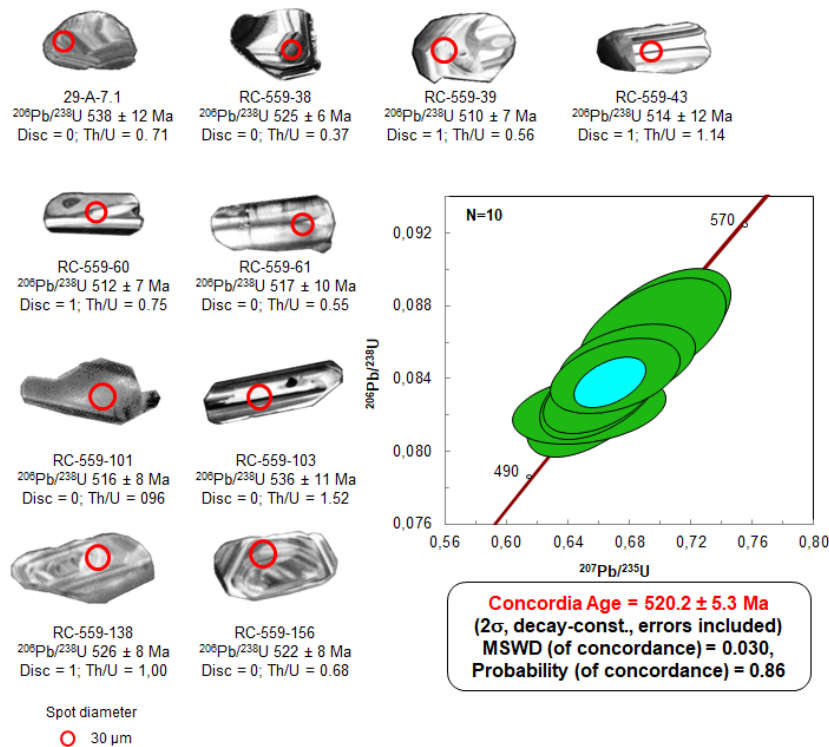 29-A-7.1
²⁰⁶Pb/²³⁸U 538 ± 12 Ma
Disc = 0; Th/U = 0. 71
RC-559-38
²⁰⁶Pb/²³⁸U 525 ± 6 Ma
Disc = 0; Th/U = 0.37
RC-559-39
²⁰⁶Pb/²³⁸U 510 ± 7 Ma
Disc = 1; Th/U = 0.56
RC-559-43
²⁰⁶Pb/²³⁸U 514 ± 12 Ma
Disc = 1; Th/U = 1.14
RC-559-60
²⁰⁶Pb/²³⁸U 512 ± 7 Ma
Disc = 1; Th/U = 0.75
RC-559-61
²⁰⁶Pb/²³⁸U 517 ± 10 Ma
Disc = 0; Th/U = 0.55
RC-559-101
²⁰⁶Pb/²³⁸U 516 ± 8 Ma
Disc = 0; Th/U = 096
RC-559-103
²⁰⁶Pb/²³⁸U 536 ± 11 Ma
Disc = 0; Th/U = 1.52
RC-559-138
²⁰⁶Pb/²³⁸U 526 ± 8 Ma
Disc = 1; Th/U = 1,00
RC-559-156
²⁰⁶Pb/²³⁸U 522 ± 8 Ma
Disc = 0; Th/U = 0.68
Spot diameter
30 µm
N=10
570
490
0,092
0,088
0,084
0,080
0,076
²⁰⁶Pb/²³⁸U
0,56
0,64
0,72
0,80
²⁰⁷Pb/²³⁵U
Concordia Age = 520.2 ± 5.3 Ma
(2σ, decay-const., errors included)
MSWD (of concordance) = 0.030,
Probability (of concordance) = 0.86